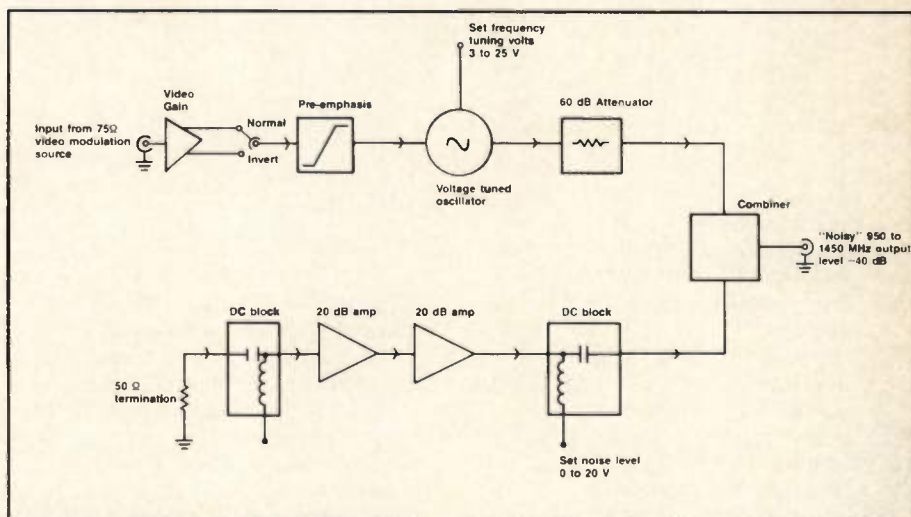 Set frequency
tuning volts
3 to 25 V
Video
Gain
Normal
Invert
Pre-emphasis
60 dB Attenuator
Input from 75Ω
video modulation
source
Voltage tuned
oscillator
Combiner
"Noisy" 950 to
1450 MHz output
level -40 dB
DC block
20 dB amp
20 dB amp
DC block
50 Ω
termination
Set noise level
0 to 20 V